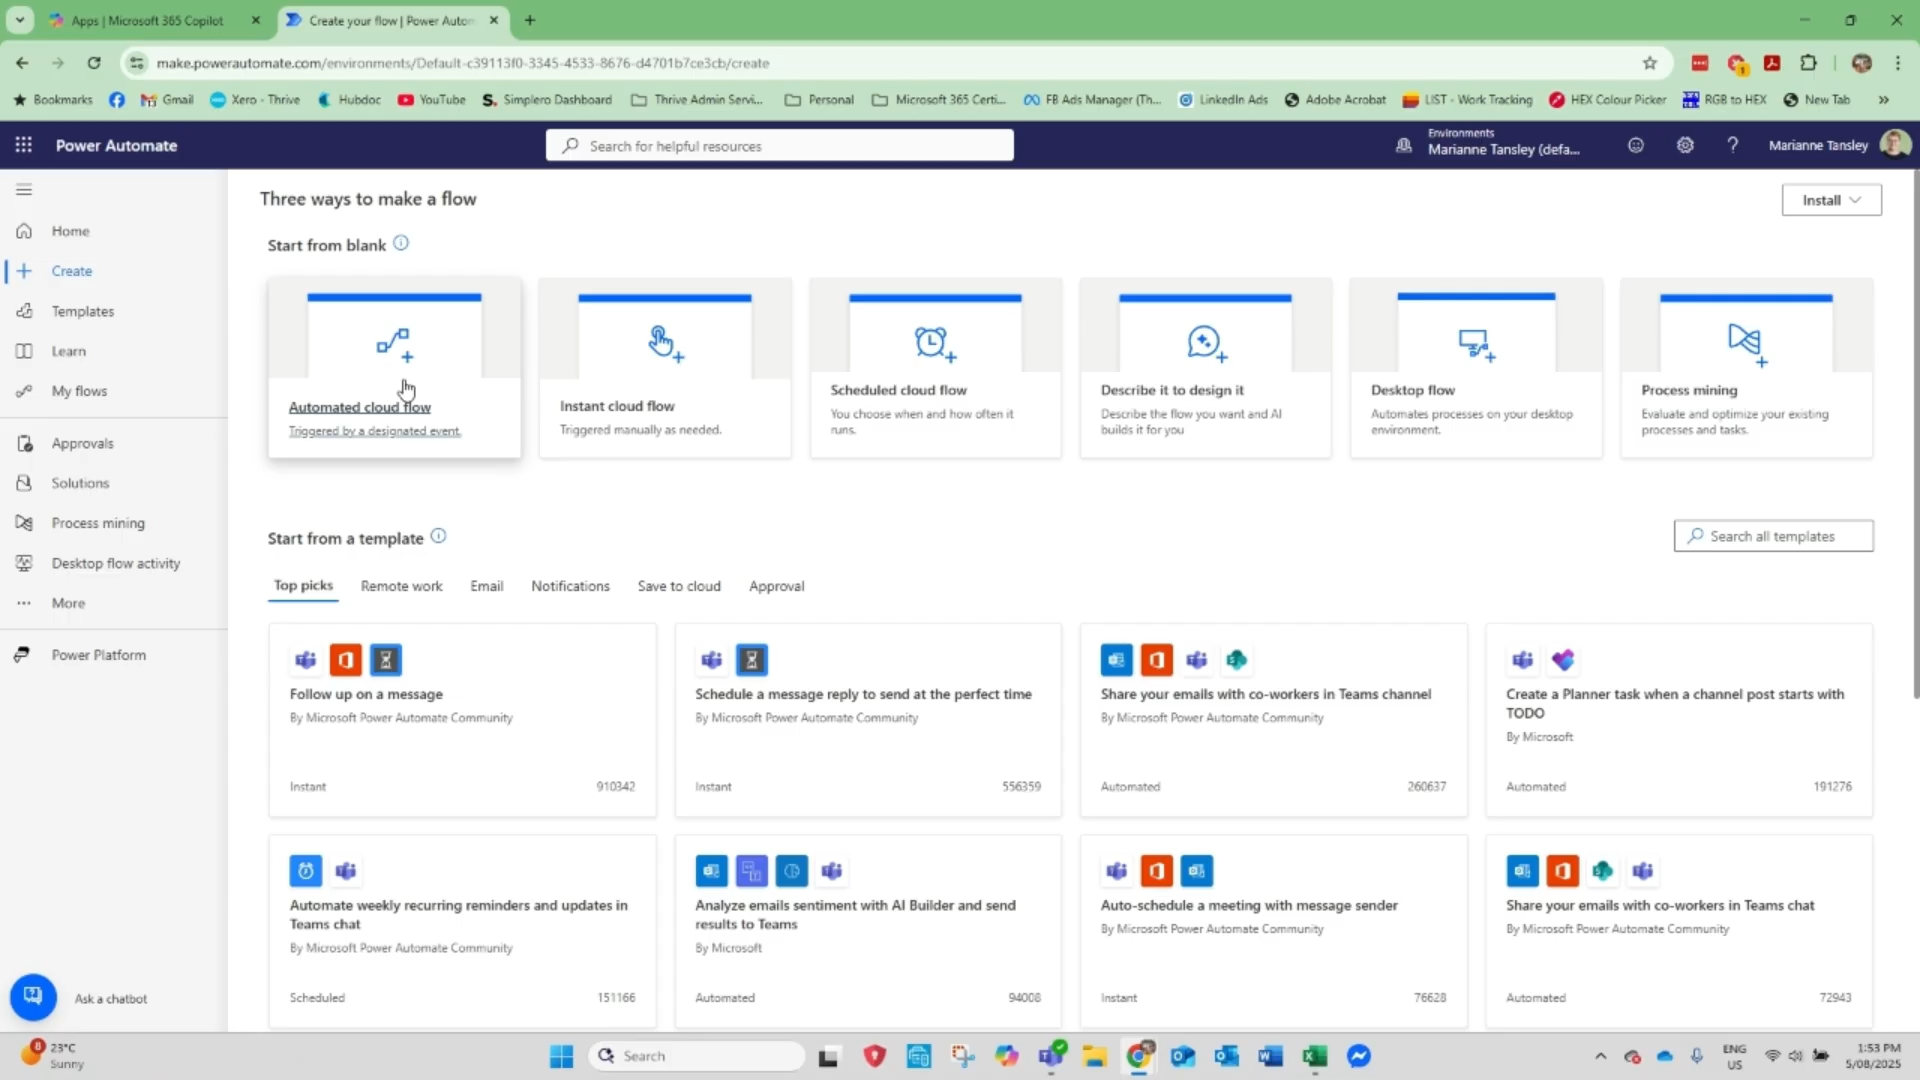 Apps | Microsoft 365 Copilot
Create your flow | Power Autom
make.powerautomate.com/environments/Default-c39113f0-3345-4533-8676-d4701b7ce3cb/create
Bookmarks
Gmail
Xero - Thrive
Hubdoc
YouTube
Simplero Dashboard
Thrive Admin Servi...
Personal
Microsoft 365 Certi...
FB Ads Manager (Th...
LinkedIn Ads
Adobe Acrobat
LIST - Work Tracking
HEX Colour Picker
RGB to HEX
New Tab
Power Automate
Search for helpful resources
Environments
Marianne Tansley (defa...
Marianne Tansley
Home
Create
Templates
Learn
My flows
Approvals
Solutions
Process mining
Desktop flow activity
More
Power Platform
Ask a chatbot
Three ways to make a flow
Install
Start from blank
Automated cloud flow
Triggered by a designated event.
Instant cloud flow
Triggered manually as needed.
Scheduled cloud flow
You choose when and how often it
runs.
Describe it to design it
Describe the flow you want and AI
builds it for you
Desktop flow
Automates processes on your desktop
environment.
Process mining
Evaluate and optimize your existing
processes and tasks.
Start from a template
Search all templates
Top picks
Remote work
Email
Notifications
Save to cloud
Approval
Follow up on a message
By Microsoft Power Automate Community
Instant
910342
Schedule a message reply to send at the perfect time
By Microsoft Power Automate Community
Instant
556359
Share your emails with co-workers in Teams channel
By Microsoft Power Automate Community
Automated
260637
Create a Planner task when a channel post starts with
TODO
By Microsoft
Automated
191276
Automate weekly recurring reminders and updates in
Teams chat
By Microsoft Power Automate Community
Scheduled
151166
Analyze emails sentiment with AI Builder and send
results to Teams
By Microsoft
Automated
94008
Auto-schedule a meeting with message sender
By Microsoft Power Automate Community
Instant
76628
Share your emails with co-workers in Teams chat
By Microsoft Power Automate Community
Automated
72943
8
23°C
Sunny
Search
ENG
US
1:53 PM
5/08/2025